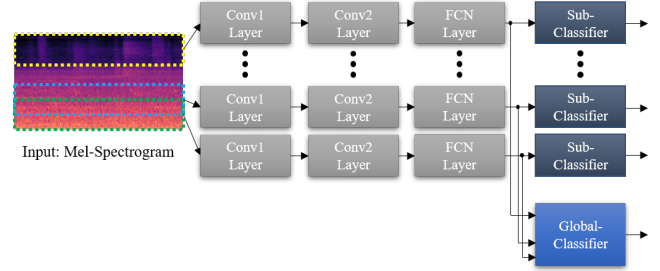 Conv1
Layer
Conv2
Layer
FCN
Layer
Sub-
Classifier
Conv1
Layer
Conv2
Layer
FCN
Layer
Sub-
Classifier
Conv1
Layer
Conv2
Layer
FCN
Layer
Sub-
Classifier
Input: Mel-Spectrogram
Global-
Classifier